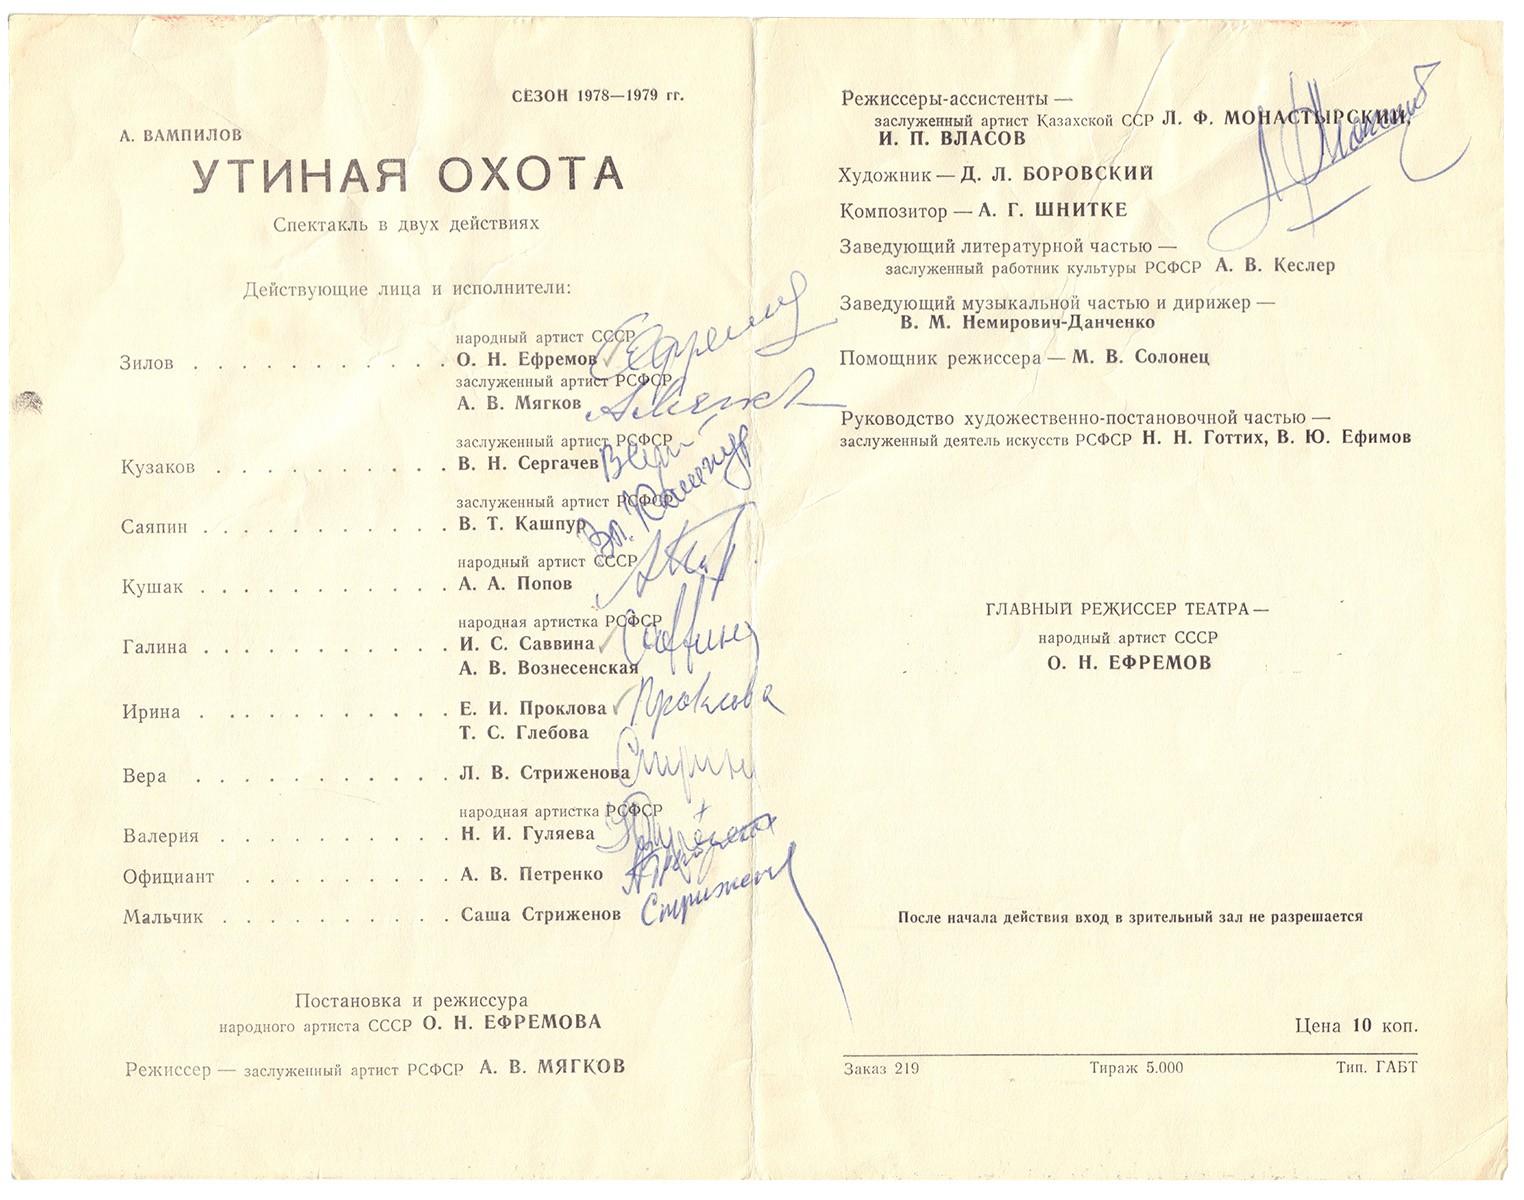 СЕЗОН 1978—1979 гг.
А. ВАМПИЛОВ
УТИНАЯ ОХОТА
Спектакль в двух действиях
Действующие лица и исполнители:
народный артист СССР
Зилов . . . . . . . . . . . О. Н. Ефремов
заслуженный артист РСФСР
А. В. Мягков
заслуженный артист РСФСР
Кузаков . . . . . . . . . . В. Н. Сергачев
заслуженный артист РСФСР
Саяпин . . . . . . . . . . . В. Т. Кашпур
Вл. Кашпур
народный артист СССР
Кушак . . . . . . . . . . . А. А. Попов
народная артистка РСФСР
Галина . . . . . . . . . . . И. С. Саввина
А. В. Вознесенская
Ирина . . . . . . . . . . . Е. И. Проклова
Проклова
Т. С. Глебова
Вера . . . . . . . . . . . Л. В. Стриженова
народная артистка РСФСР
Валерия . . . . . . . . . . Н. И. Гуляева
Официант . . . . . . . . . А. В. Петренко
Мальчик . . . . . . . . . . Саша Стриженов
Постановка и режиссура
народного артиста СССР О. Н. ЕФРЕМОВА
Режиссер — заслуженный артист РСФСР А. В. МЯГКОВ
Режиссеры-ассистенты —
заслуженный артист Казахской ССР Л. Ф. МОНАСТЫРСКИЙ,
И. П. ВЛАСОВ
Художник — Д. Л. БОРОВСКИЙ
Композитор — А. Г. ШНИТКЕ
Заведующий литературной частью —
заслуженный работник культуры РСФСР А. В. Кеслер
Заведующий музыкальной частью и дирижер —
В. М. Немирович-Данченко
Помощник режиссера — М. В. Солонец
Руководство художественно-постановочной частью —
заслуженный деятель искусств РСФСР Н. Н. Готтих, В. Ю. Ефимов
ГЛАВНЫЙ РЕЖИССЕР ТЕАТРА —
народный артист СССР
О. Н. ЕФРЕМОВ
После начала действия вход в зрительный зал не разрешается
Цена 10 коп.
Заказ 219 Тираж 5.000 Тип. ГАБТ